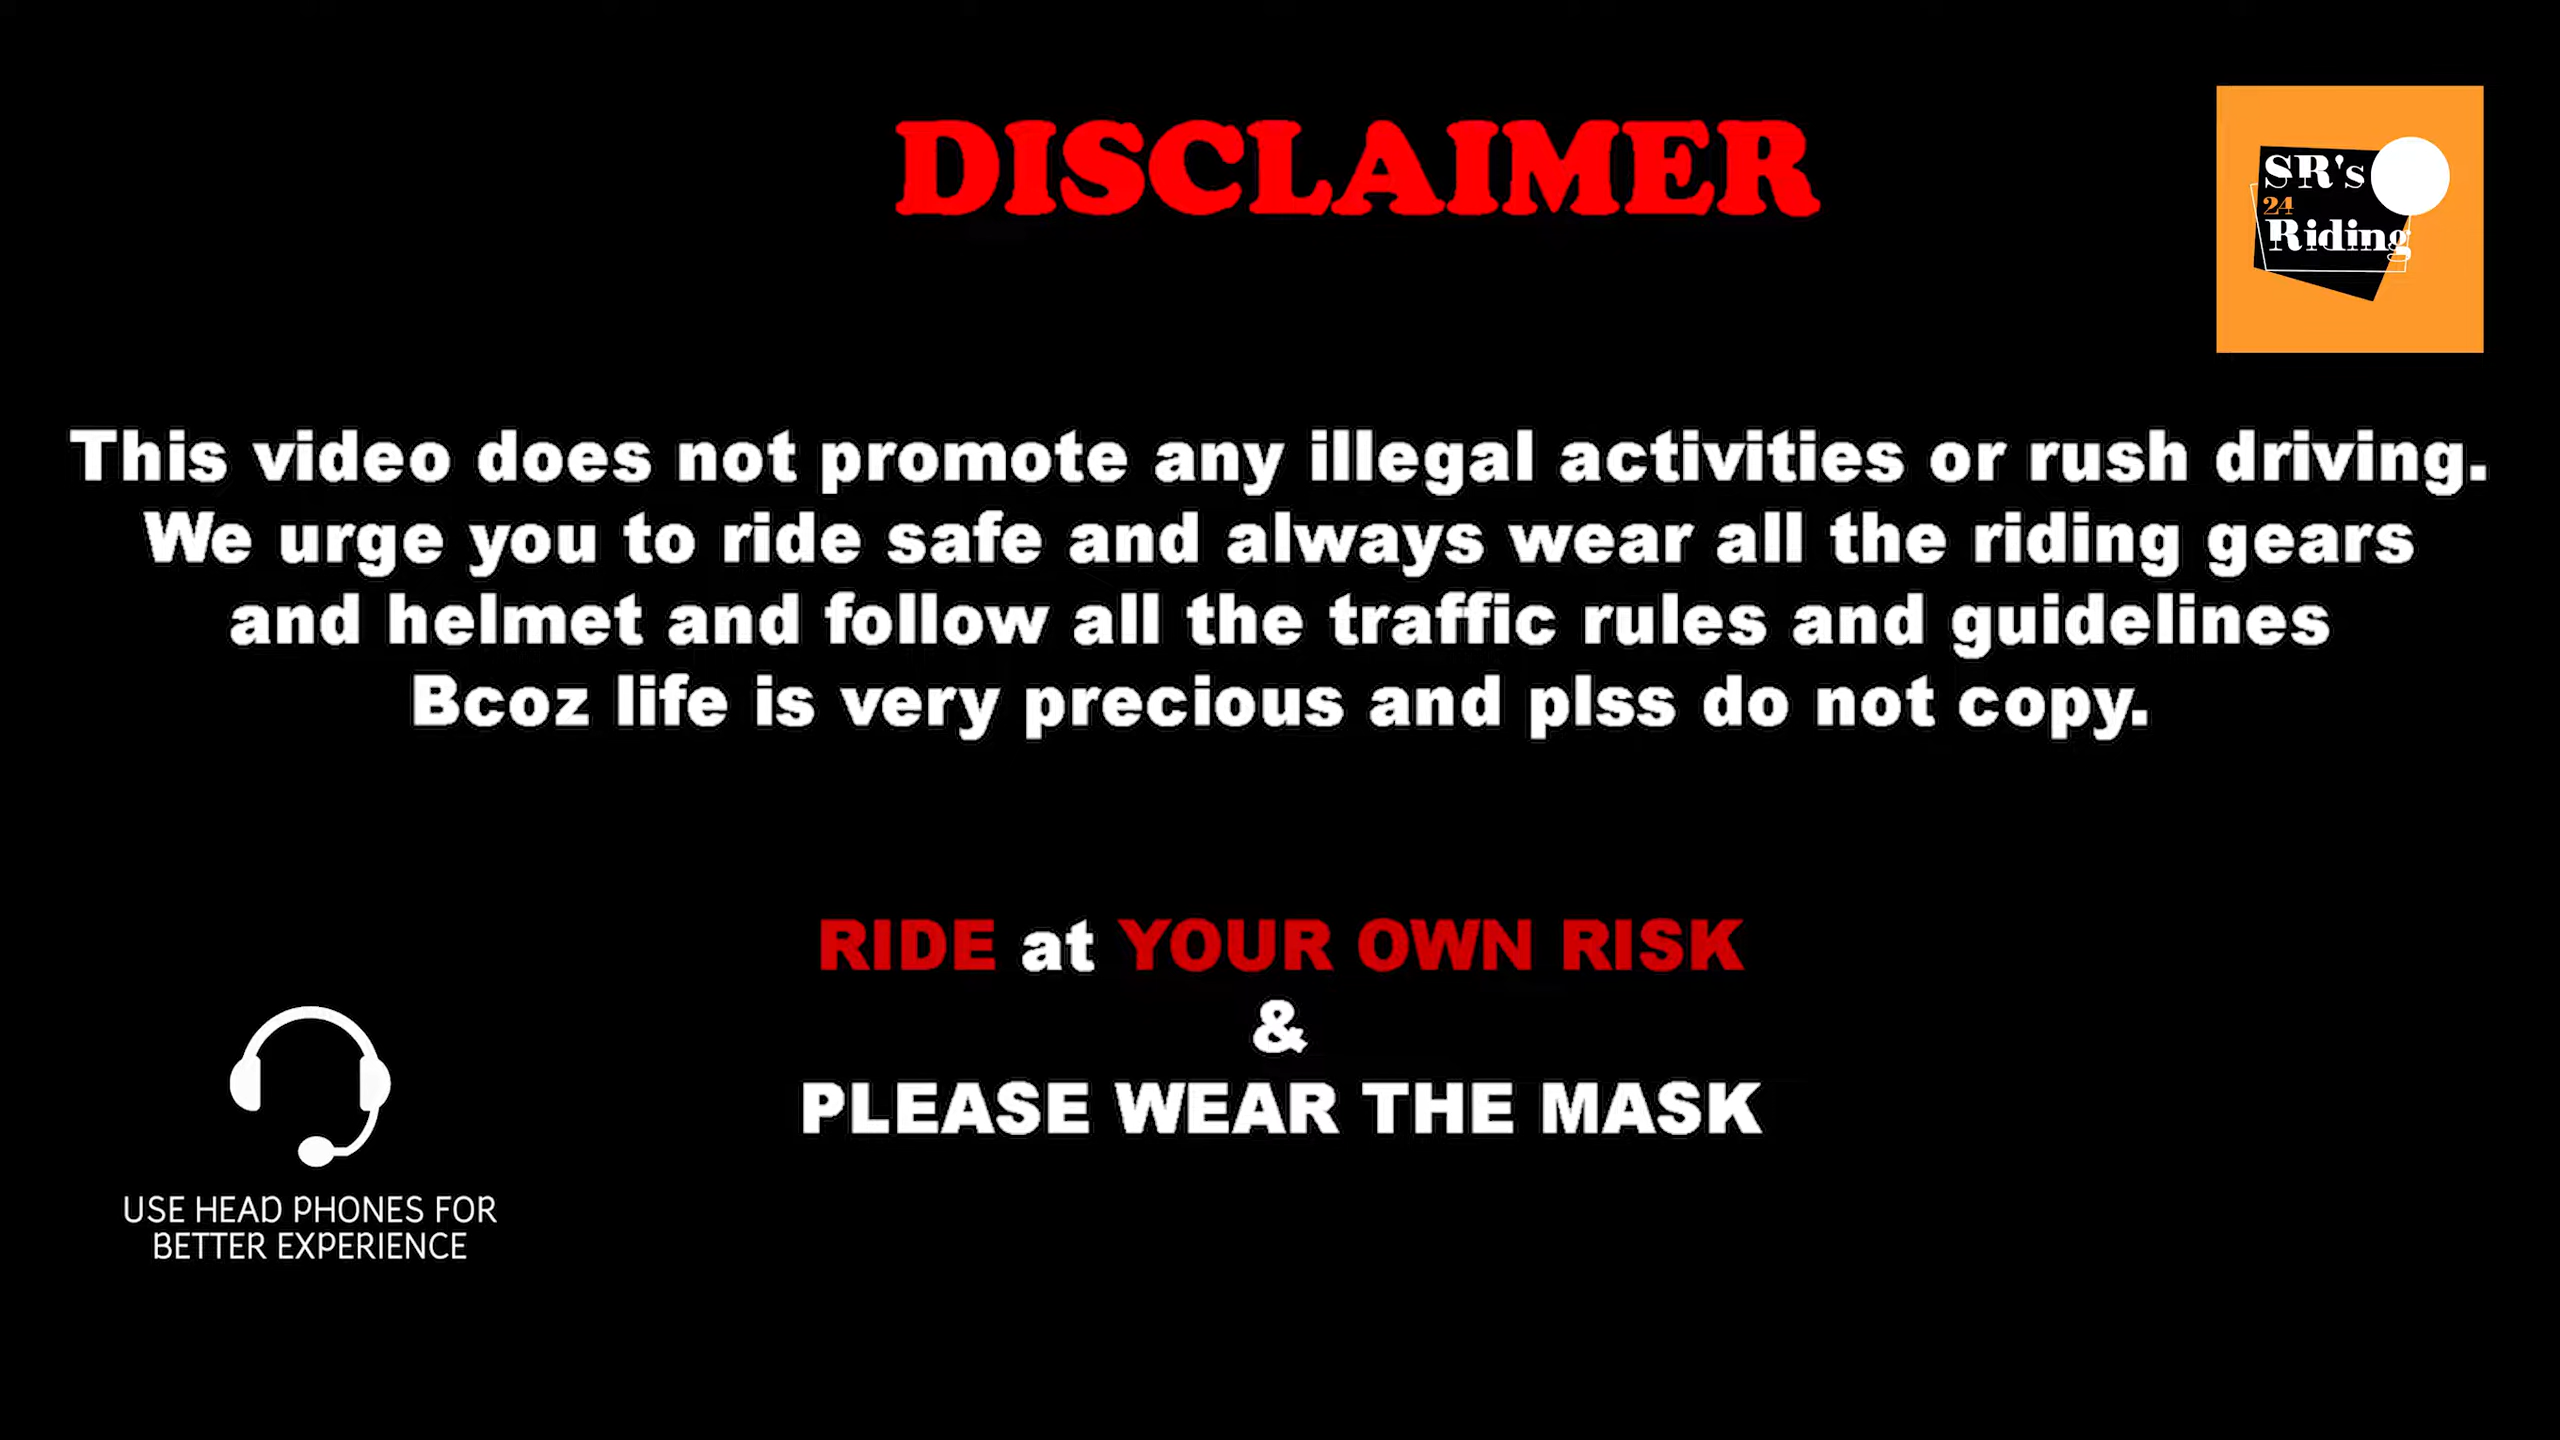 DISCLAIMER
SR's
24
Riding
This video does not promote any illegal activities or rush driving.
We urge you to ride safe and always wear all the riding gears
and helmet and follow all the traffic rules and guidelines
Bcoz life is very precious and plss do not copy.
RIDE at YOUR OWN RISK
&
PLEASE WEAR THE MASK
USE HEAD PHONES FOR
BETTER EXPERIENCE